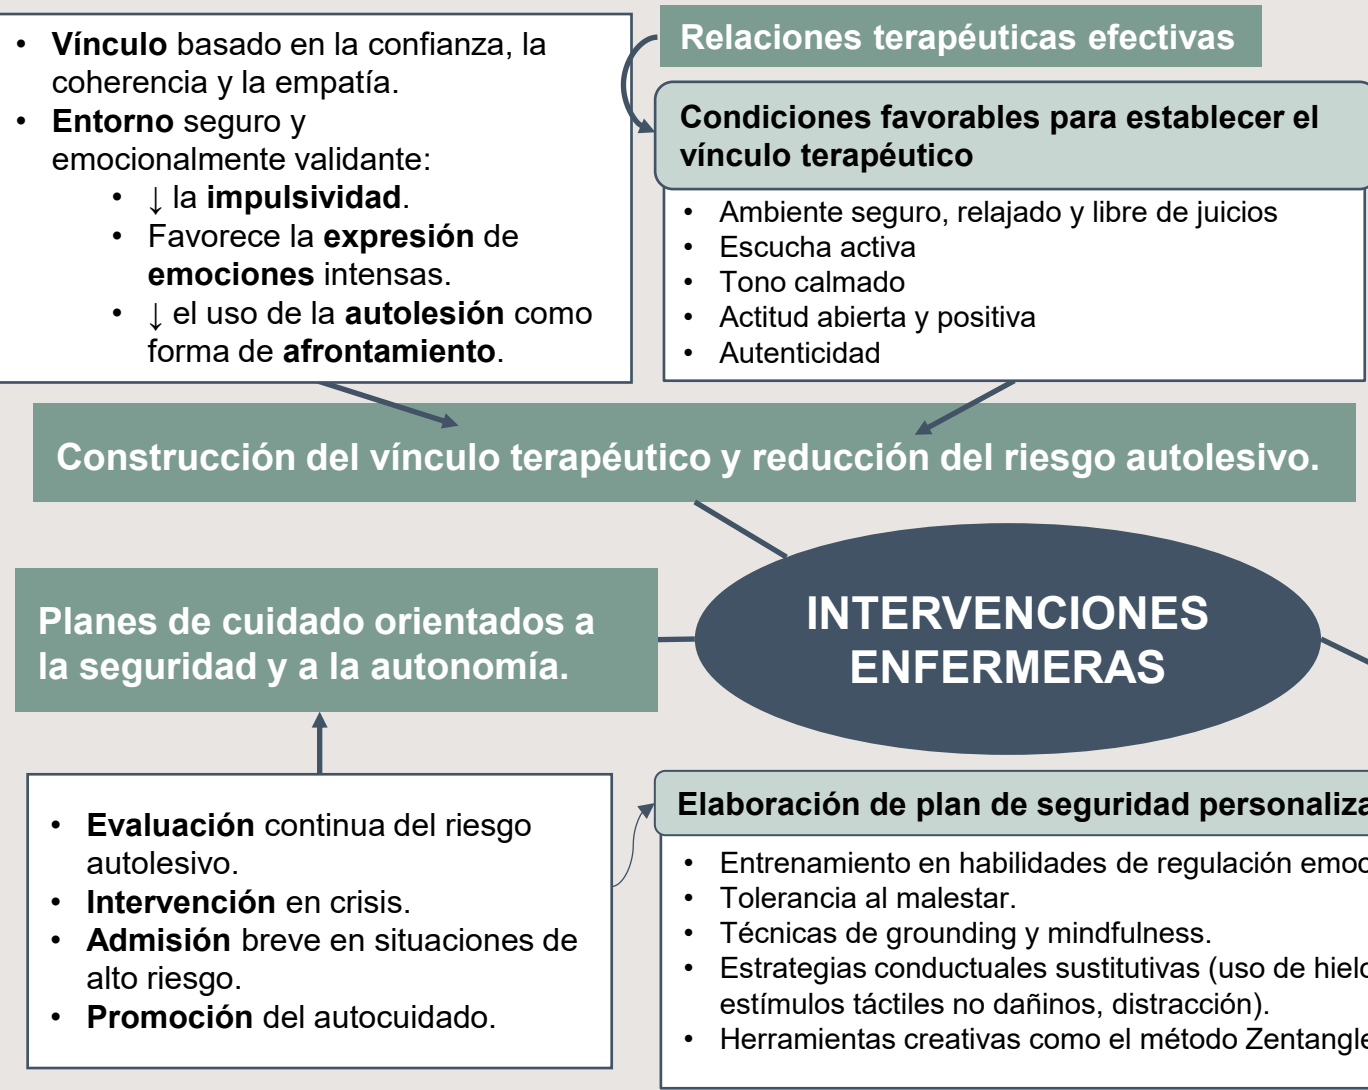 • Vínculo basado en la confianza, la
coherencia y la empatía.
• Entorno seguro y
emocionalmente validante:
• ↓ la impulsividad.
• Favorece la expresión de
emociones intensas.
• ↓ el uso de la autolesión como
forma de afrontamiento.
Relaciones terapéuticas efectivas
Condiciones favorables para establecer el
vínculo terapéutico
• Ambiente seguro, relajado y libre de juicios
• Escucha activa
• Tono calmado
• Actitud abierta y positiva
• Autenticidad
Construcción del vínculo terapéutico y reducción del riesgo autolesivo.
INTERVENCIONES
ENFERMERAS
Planes de cuidado orientados a
la seguridad y a la autonomía.
• Evaluación continua del riesgo
autolesivo.
• Intervención en crisis.
• Admisión breve en situaciones de
alto riesgo.
• Promoción del autocuidado.
Elaboración de plan de seguridad personaliza
• Entrenamiento en habilidades de regulación emoc
• Tolerancia al malestar.
• Técnicas de grounding y mindfulness.
• Estrategias conductuales sustitutivas (uso de hielo
estímulos táctiles no dañinos, distracción).
• Herramientas creativas como el método Zentangle